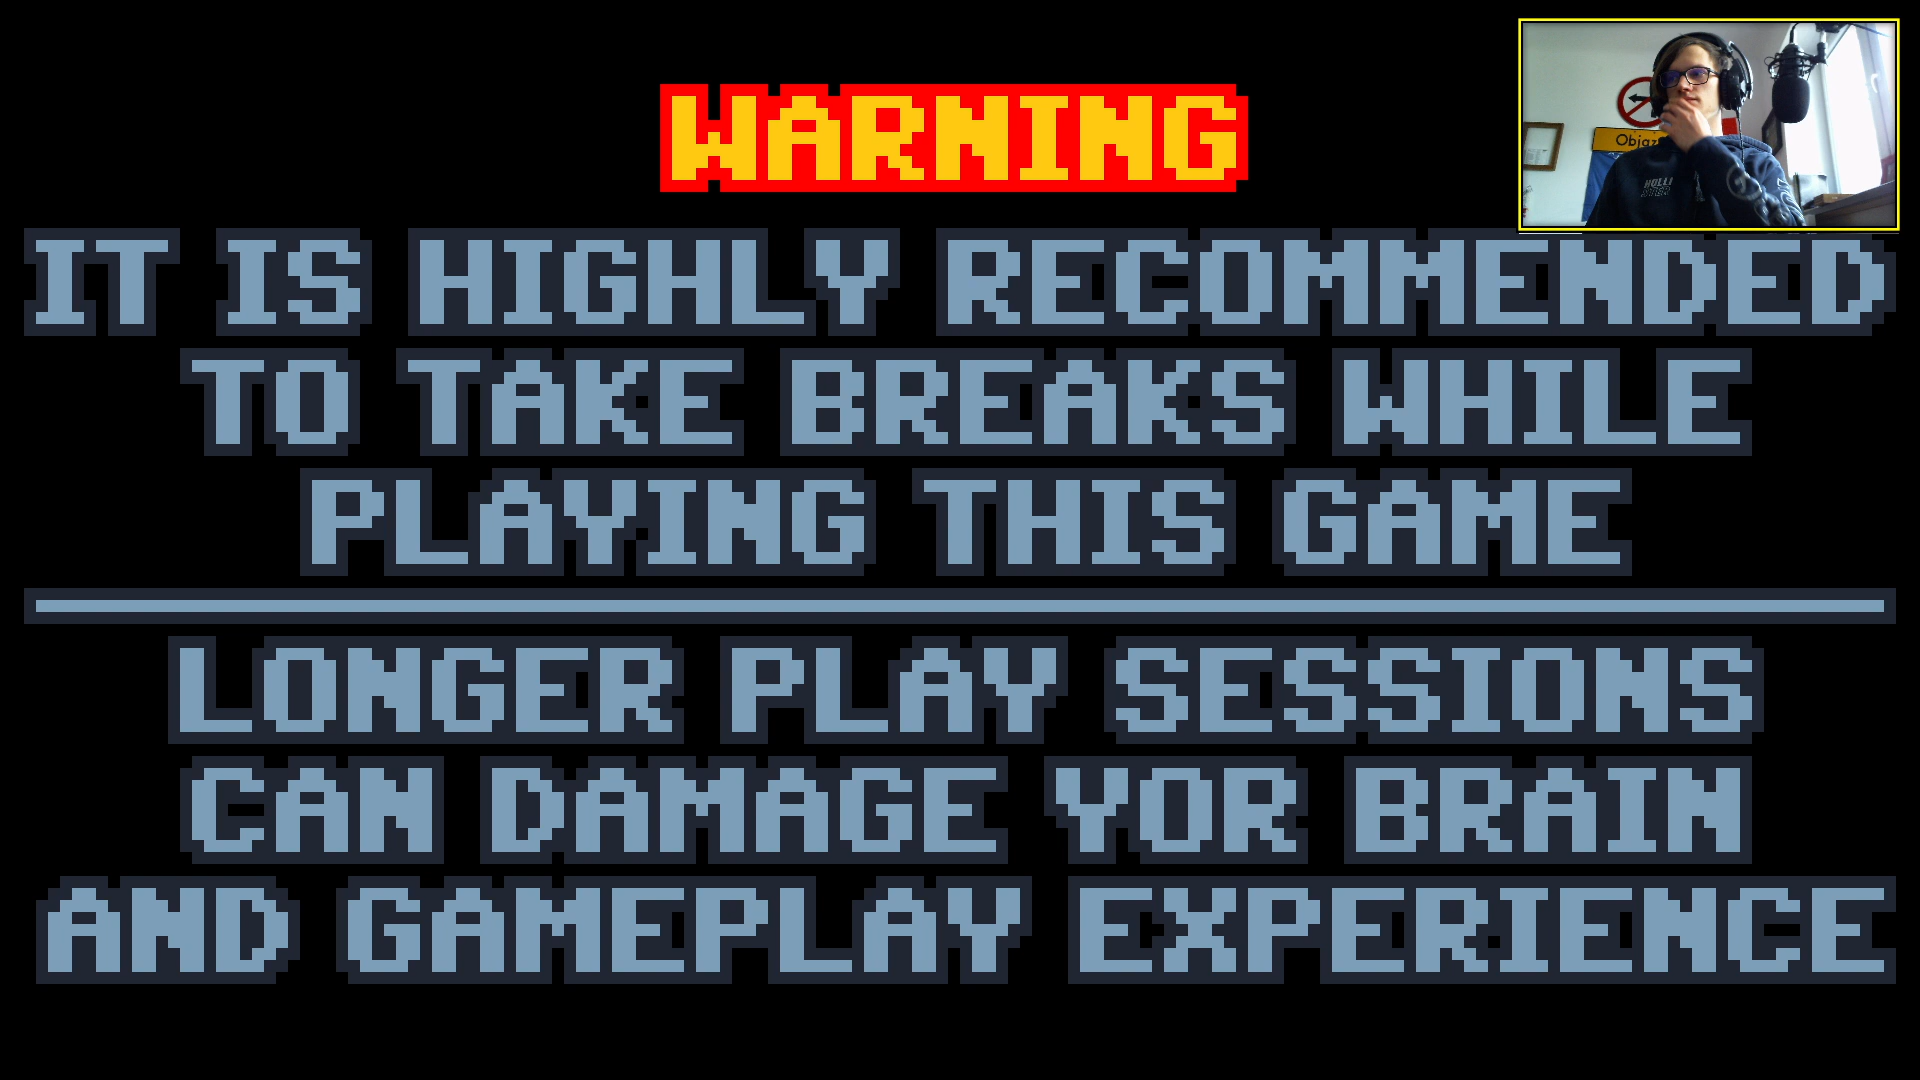 WARNING
IT IS HIGHLY RECOMMENDED
TO TAKE BREAKS WHILE
PLAYING THIS GAME
LONGER PLAY SESSIONS
CAN DAMAGE YOR BRAIN
AND GAMEPLAY EXPERIENCE